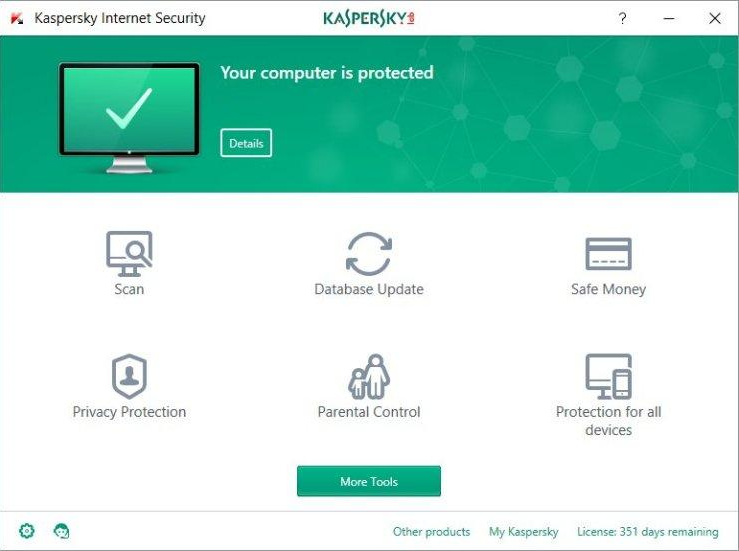 Kaspersky Internet Security
KASPERSKY lab
?
Your computer is protected
Details
Scan
Database Update
Safe Money
Privacy Protection
Parental Control
Protection for all
devices
More Tools
Other products
My Kaspersky
License: 351 days remaining